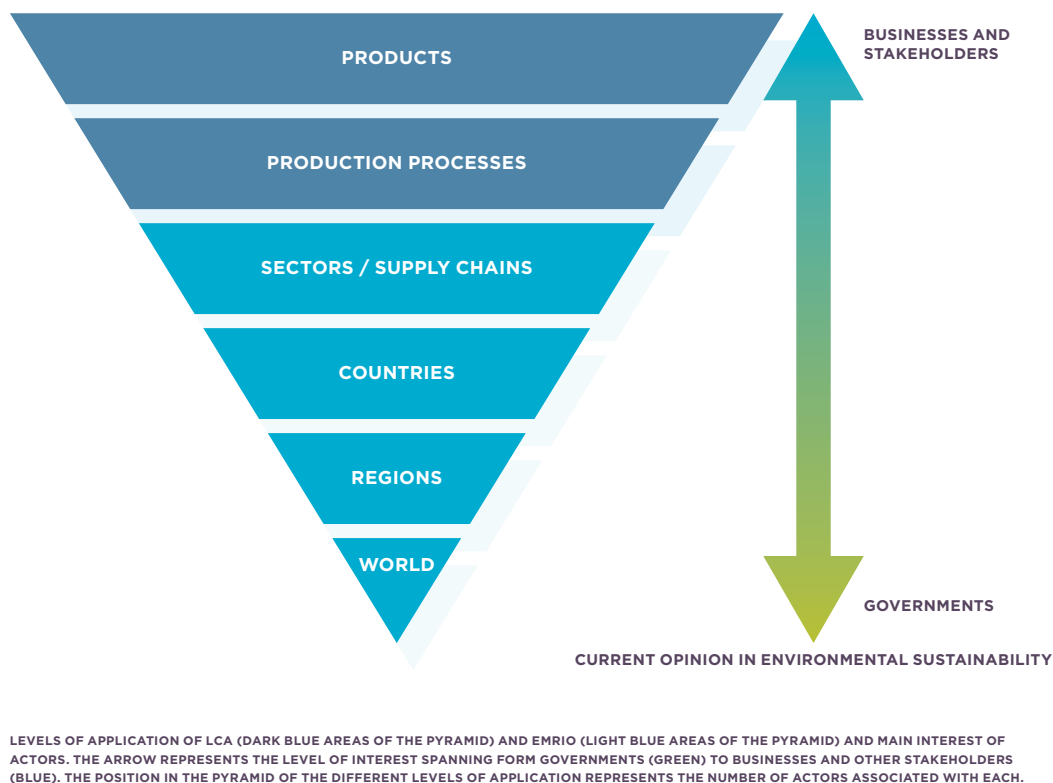 PRODUCTS
PRODUCTION PROCESSES
SECTORS / SUPPLY CHAINS
COUNTRIES
REGIONS
WORLD
BUSINESSES AND
STAKEHOLDERS
GOVERNMENTS
CURRENT OPINION IN ENVIRONMENTAL SUSTAINABILITY
LEVELS OF APPLICATION OF LCA (DARK BLUE AREAS OF THE PYRAMID) AND EMRIO (LIGHT BLUE AREAS OF THE PYRAMID) AND MAIN INTEREST OF
ACTORS. THE ARROW REPRESENTS THE LEVEL OF INTEREST SPANNING FORM GOVERNMENTS (GREEN) TO BUSINESSES AND OTHER STAKEHOLDERS
(BLUE). THE POSITION IN THE PYRAMID OF THE DIFFERENT LEVELS OF APPLICATION REPRESENTS THE NUMBER OF ACTORS ASSOCIATED WITH EACH.